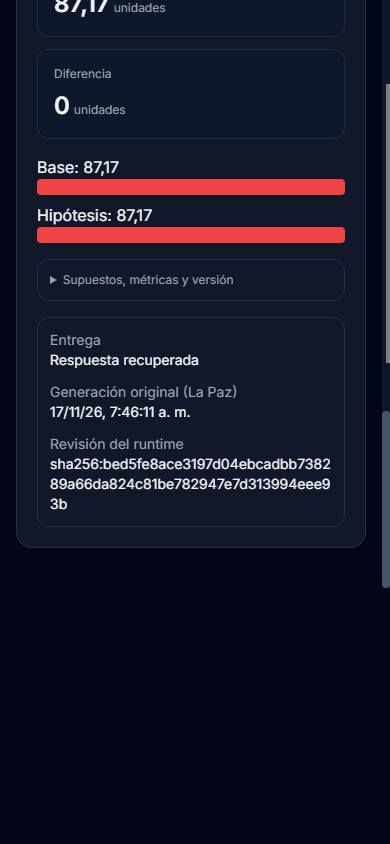 87,17 unidades
Diferencia
0 unidades
Base: 87,17
Hipótesis: 87,17
Supuestos, métricas y versión
Entrega
Respuesta recuperada
Generación original (La Paz)
17/11/26, 7:46:11 a. m.
Revisión del runtime
sha256:bed5fe8ace3197d04ebcadbb7382
89a66da824c81be782947e7d313994eee9
3b